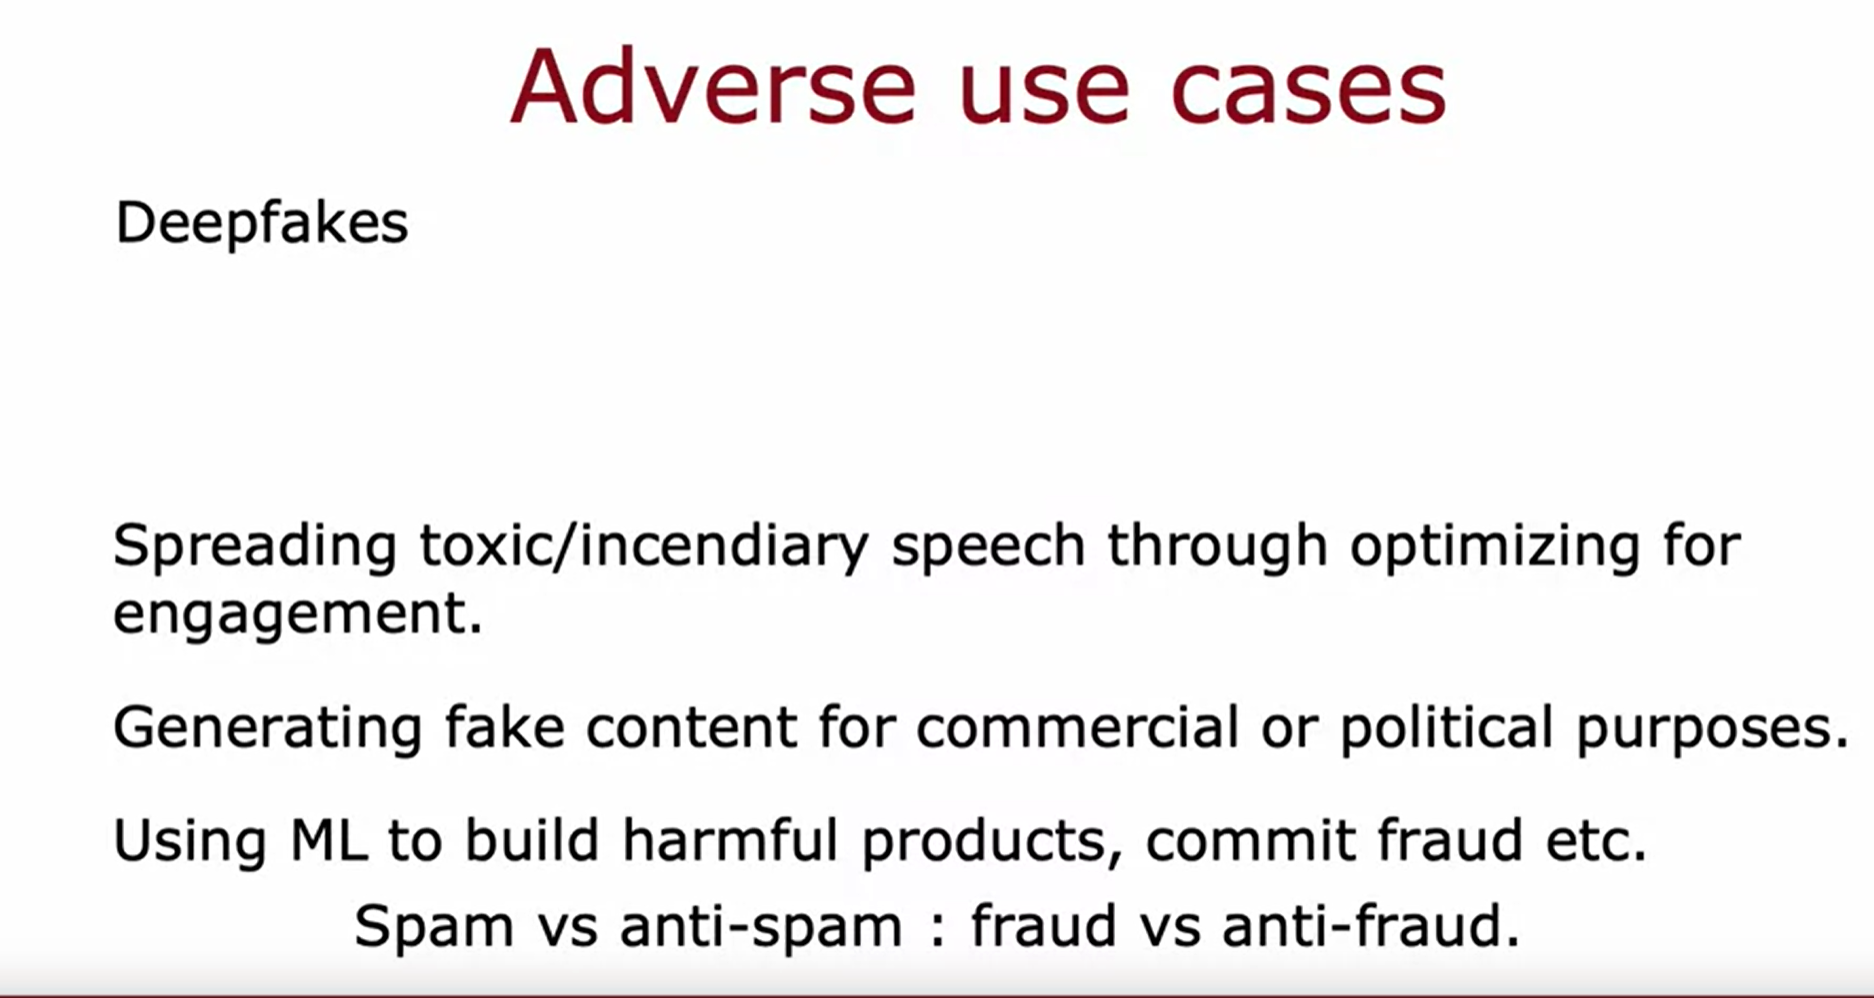 Adverse use cases
Deepfakes
Spreading toxic/incendiary speech through optimizing for
engagement.
Generating fake content for commercial or political purposes.
Using ML to build harmful products, commit fraud etc.
Spam vs anti-spam : fraud vs anti-fraud.